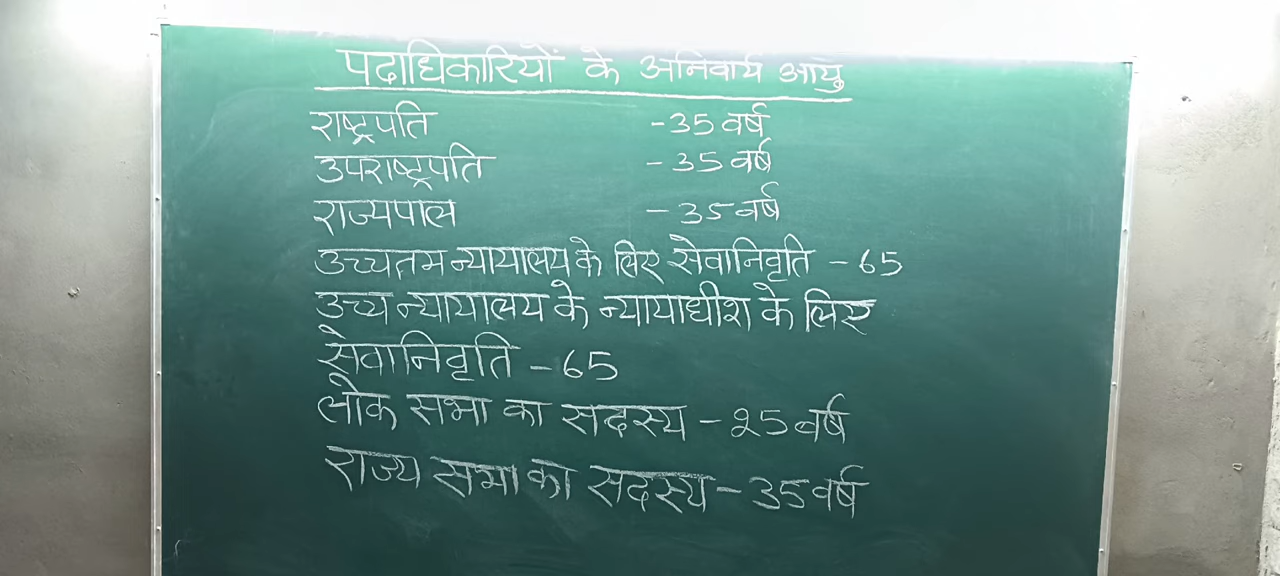 पदाधिकारियों के अनिवार्य आयु
राष्ट्रपति - 35 वर्ष
उपराष्ट्रपति - 35 वर्ष
राज्यपाल - 35 वर्ष
उच्चतम न्यायालय के लिए सेवानिवृति - 65
उच्च न्यायालय के न्यायाधीश के लिए
सेवानिवृति - 65
लोक सभा का सदस्य - 25 वर्ष
राज्य सभा का सदस्य - 35 वर्ष